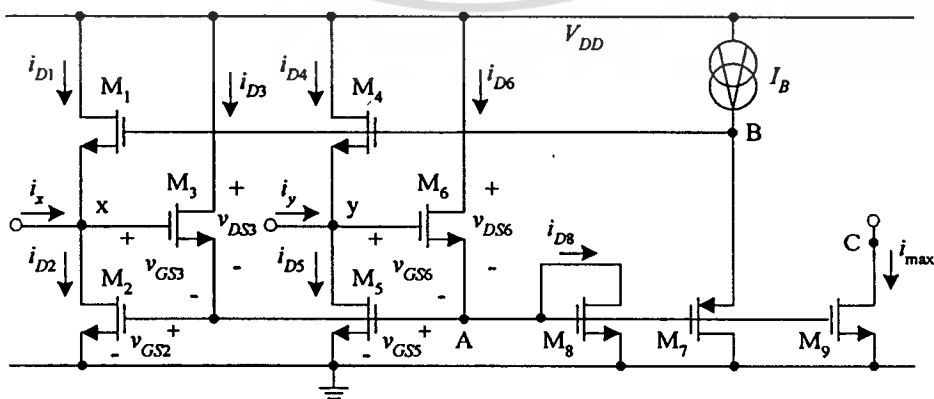 V_DD
i_D1 i_D3 i_D4 i_D6 I_B
M_1 M_4
B
i_x x M_3 + i_y y M_6 +
v_DS3 v_DS6 i_D8 C
i_D2 + v_GS3 - i_D5 + v_GS6 - i_max
M_2 - M_5 -
v_GS2 + - v_GS5 + - A M_8 M_7 M_9